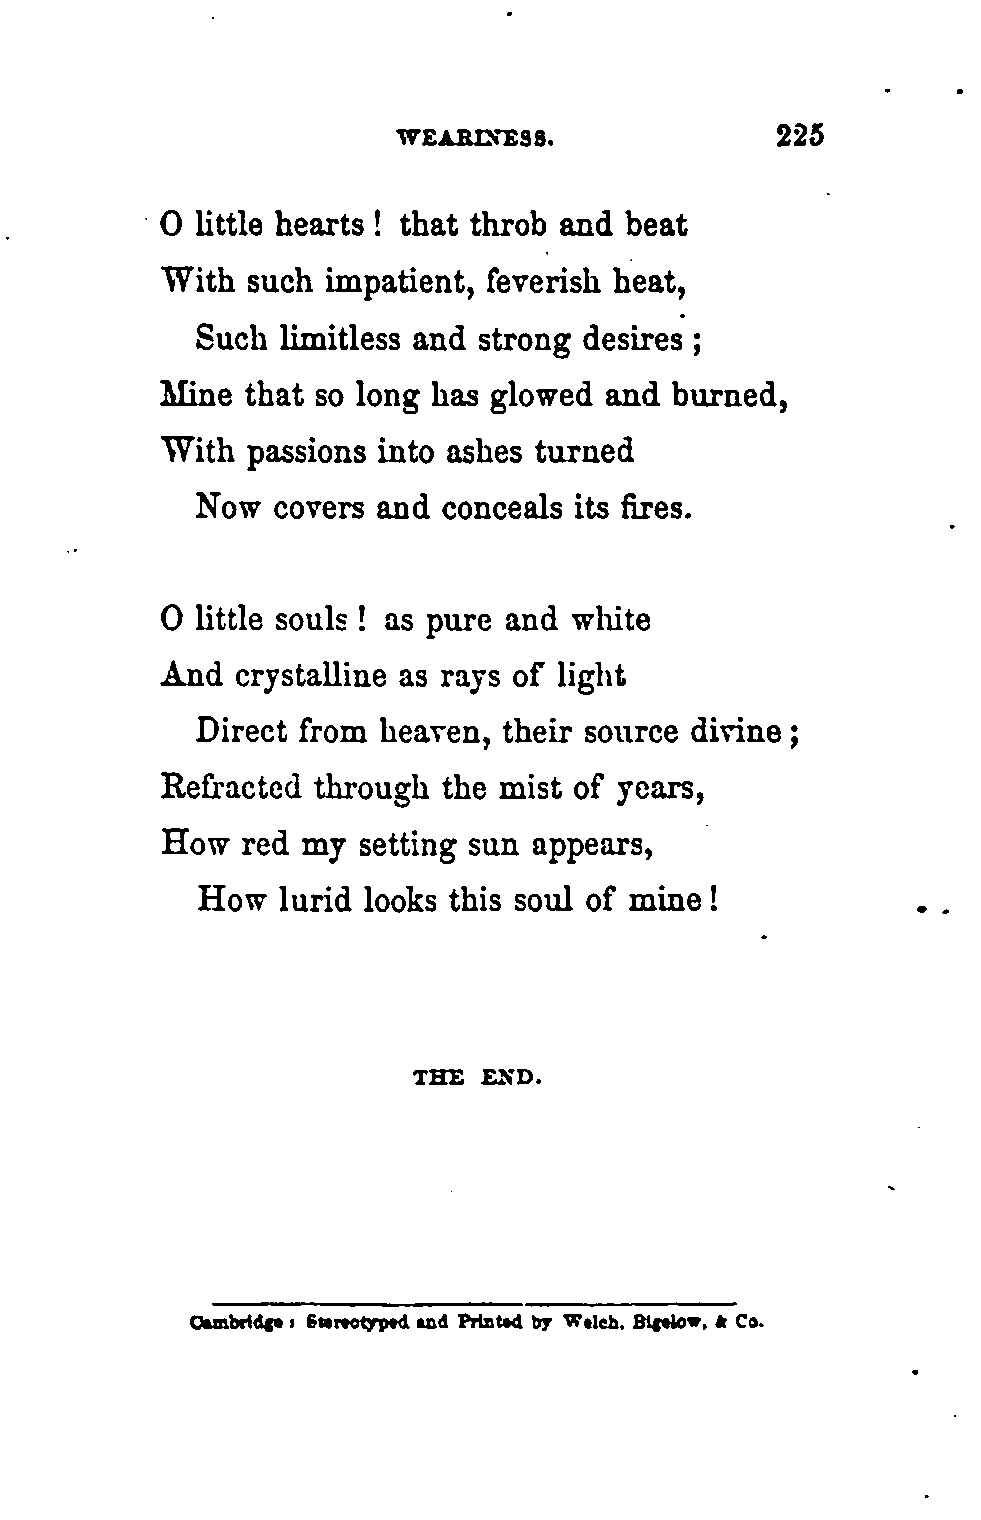 WEARINESS. 225
O little hearts! that throb and beat
With such impatient, feverish heat,
Such limitless and strong desires;
Mine that so long has glowed and burned,
With passions into ashes turned
Now covers and conceals its fires.
O little souls! as pure and white
And crystalline as rays of light
Direct from heaven, their source divine;
Refracted through the mist of years,
How red my setting sun appears,
How lurid looks this soul of mine!
THE END.
Cambridge: Stereotyped and Printed by Welch, Bigelow, & Co.